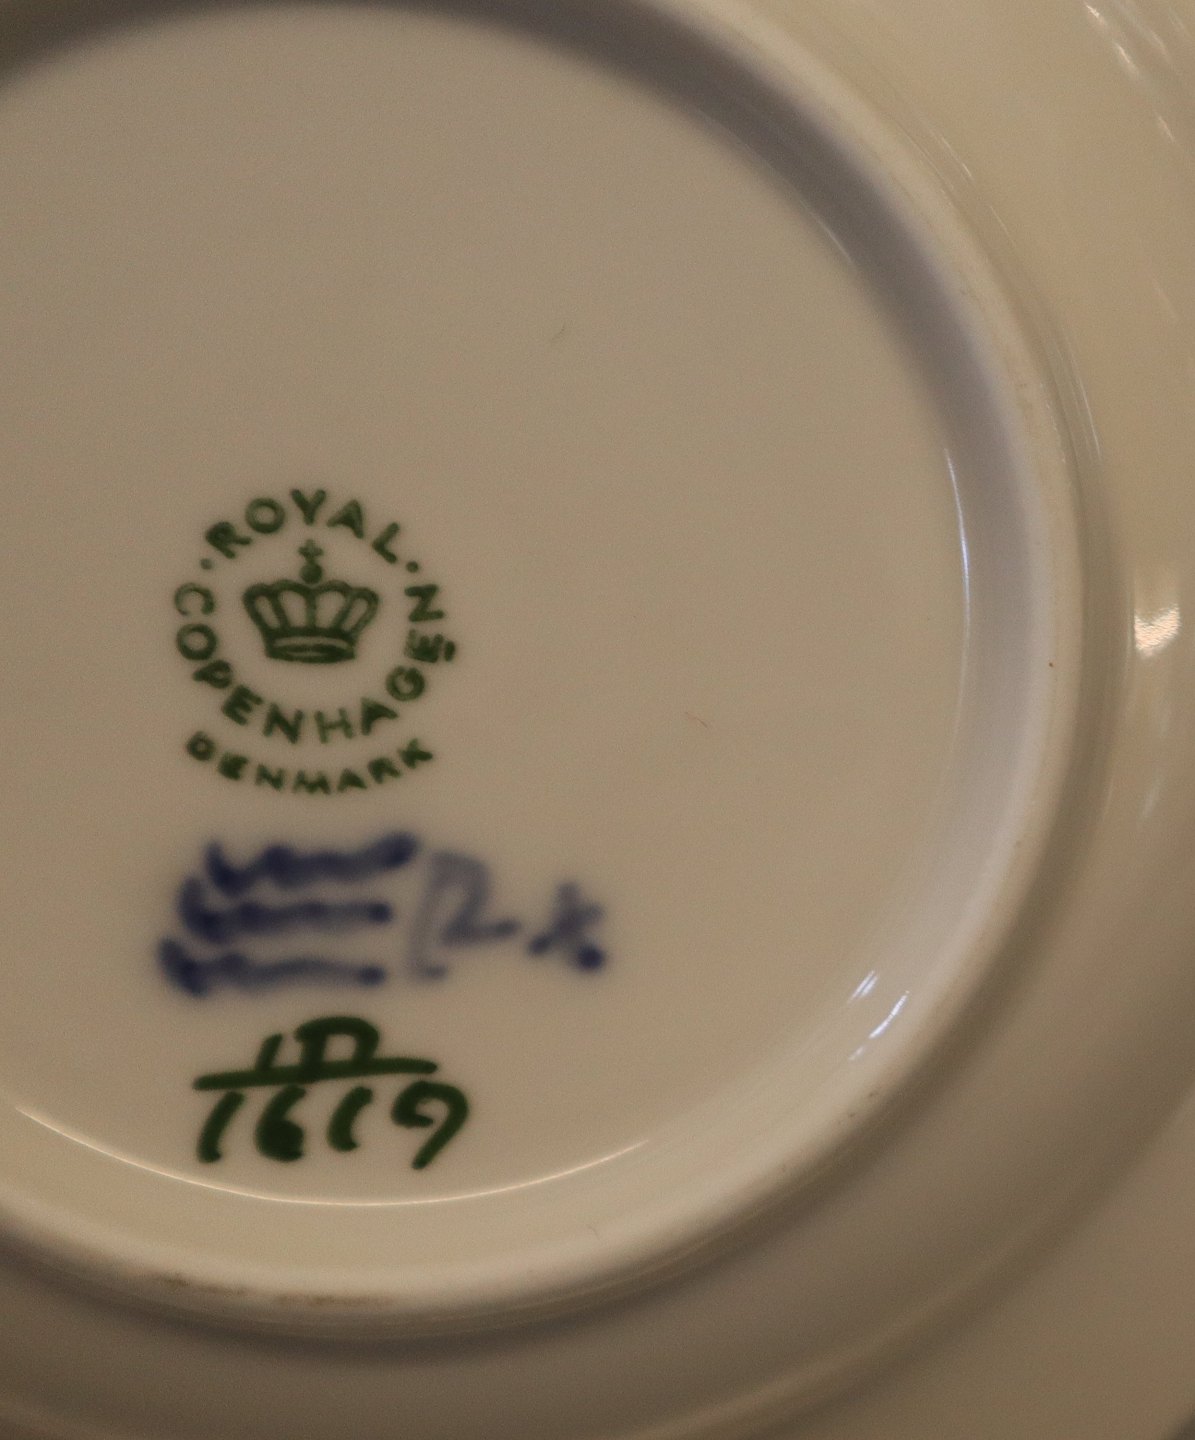 ROYAL
COPENHAGEN
DENMARK
1619